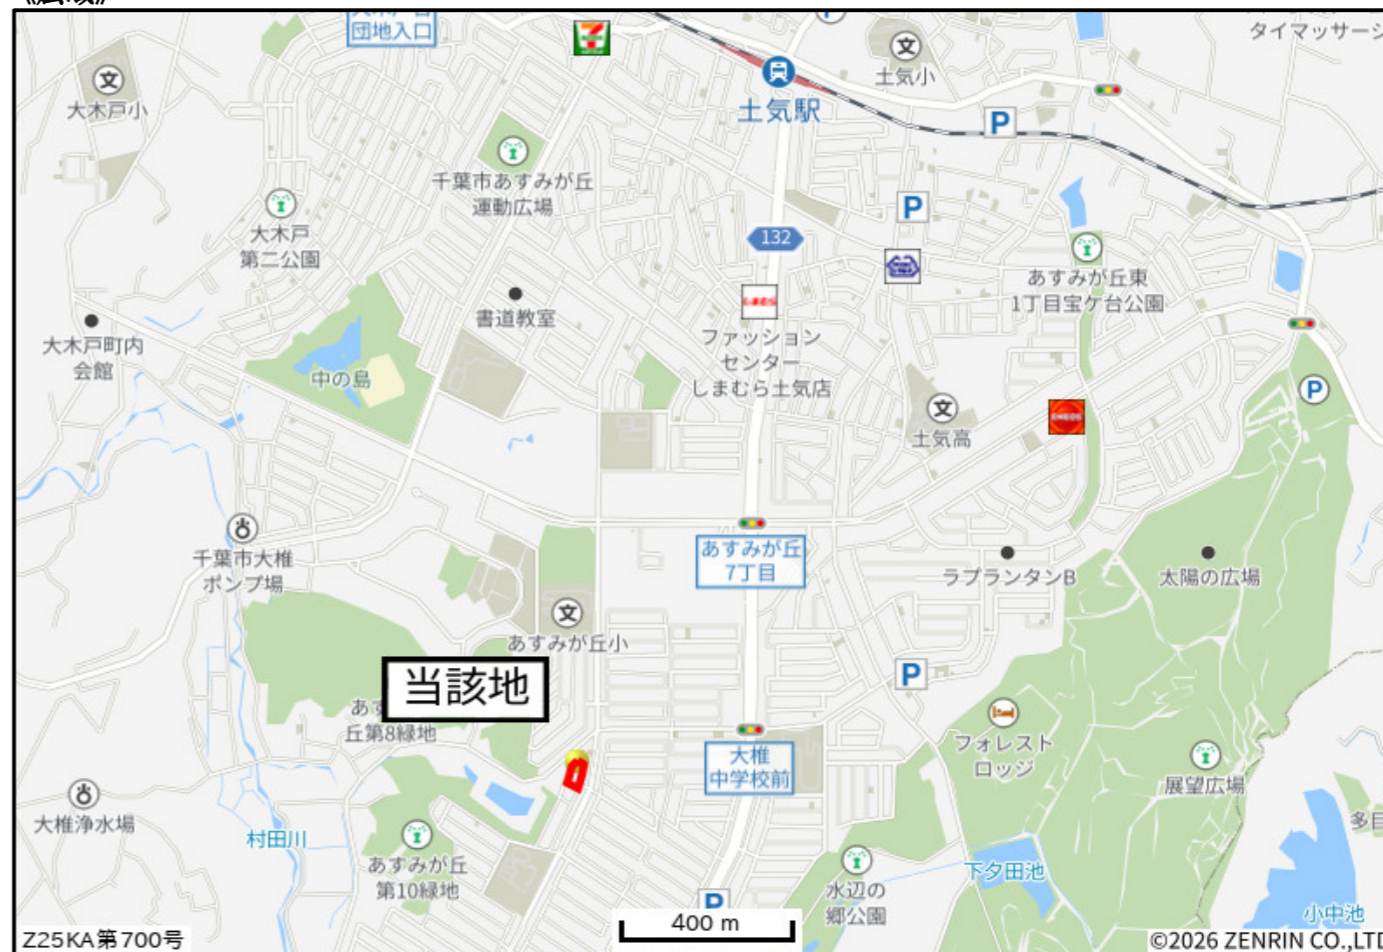 団地入口
タイマッサージ
大木戸小
土気小
土気駅
P
千葉市あすみが丘
運動広場
大木戸
第二公園
P
132
あすみが丘東
1丁目宝ケ台公園
書道教室
しまむら
ファッション
センター
しまむら土気店
大木戸町内
会館
中の島
P
土気高
ENEOS
千葉市大椎
ポンプ場
あすみが丘
7丁目
ラプランタンB
太陽の広場
あすみが丘小
当該地
P
あす
丘第8緑地
大椎
中学校前
フォレスト
ロッジ
展望広場
大椎浄水場
村田川
あすみが丘
第10緑地
水辺の
郷公園
下夕田池
多目
小中池
P
400 m
Z25KA第700号
©2026 ZENRIN CO.,LTD